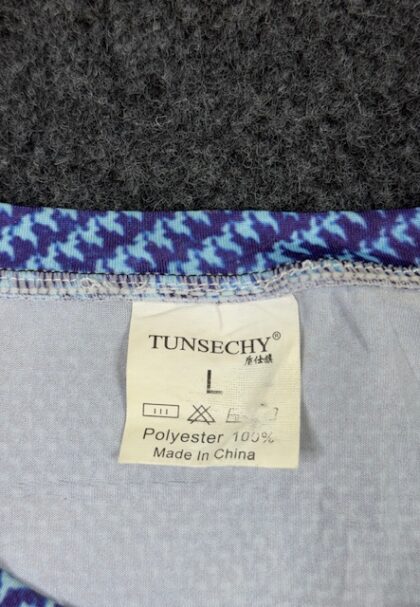 TUNSECHY®
L
Polyester 100%
Made In China